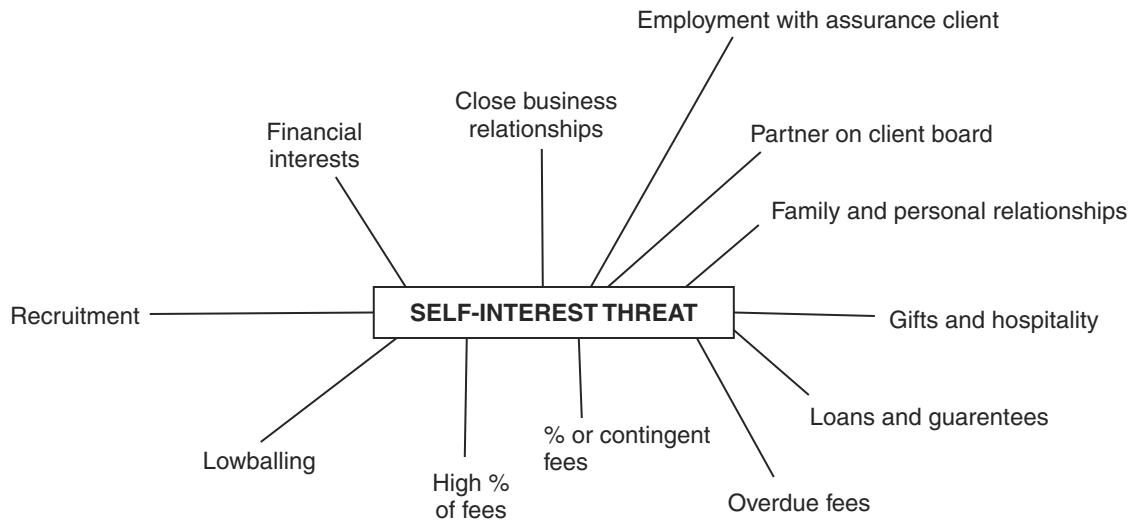 Employment with assurance client
Close business
relationships
Financial
interests
Partner on client board
Family and personal relationships
Recruitment
SELF-INTEREST THREAT
Gifts and hospitality
Loans and guarentees
Lowballing
High %
of fees
% or contingent
fees
Overdue fees